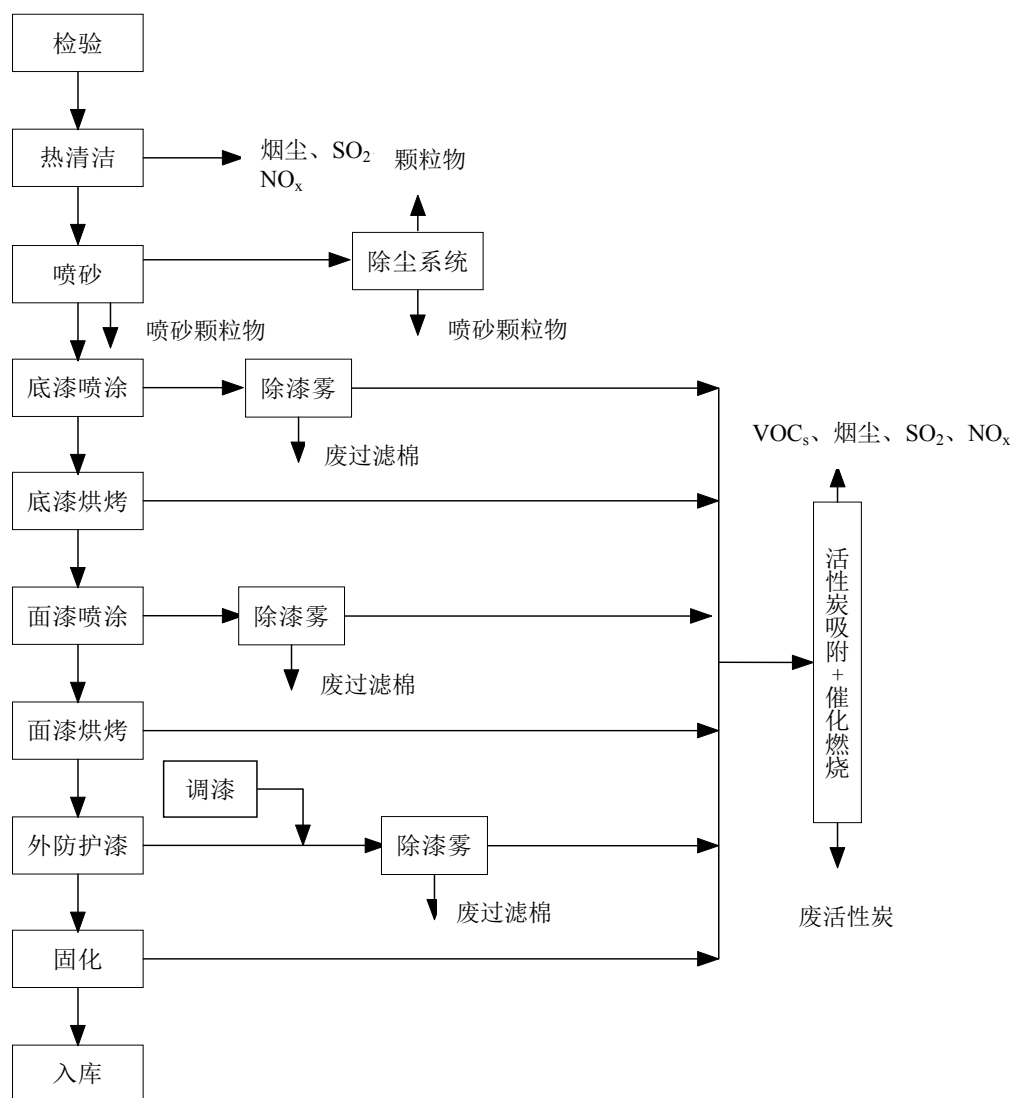 检验
热清洁
烟尘、SO₂
NOₓ
颗粒物
喷砂
除尘系统
喷砂颗粒物
喷砂颗粒物
底漆喷涂
除漆雾
废过滤棉
VOCₛ、烟尘、SO₂、NOₓ
底漆烘烤
活性炭吸附+催化燃烧
面漆喷涂
除漆雾
废过滤棉
面漆烘烤
调漆
外防护漆
除漆雾
废过滤棉
废活性炭
固化
入库